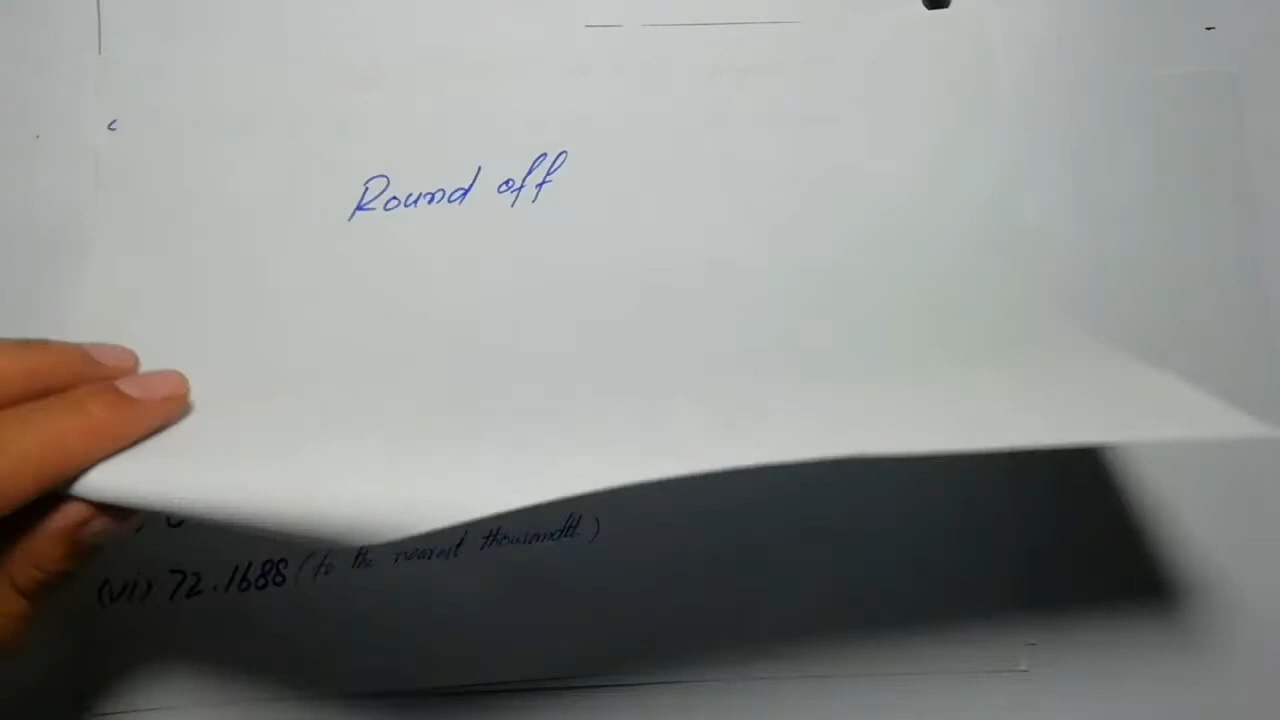 Round off
(vi) 72.1688 (to the nearest thousandth)